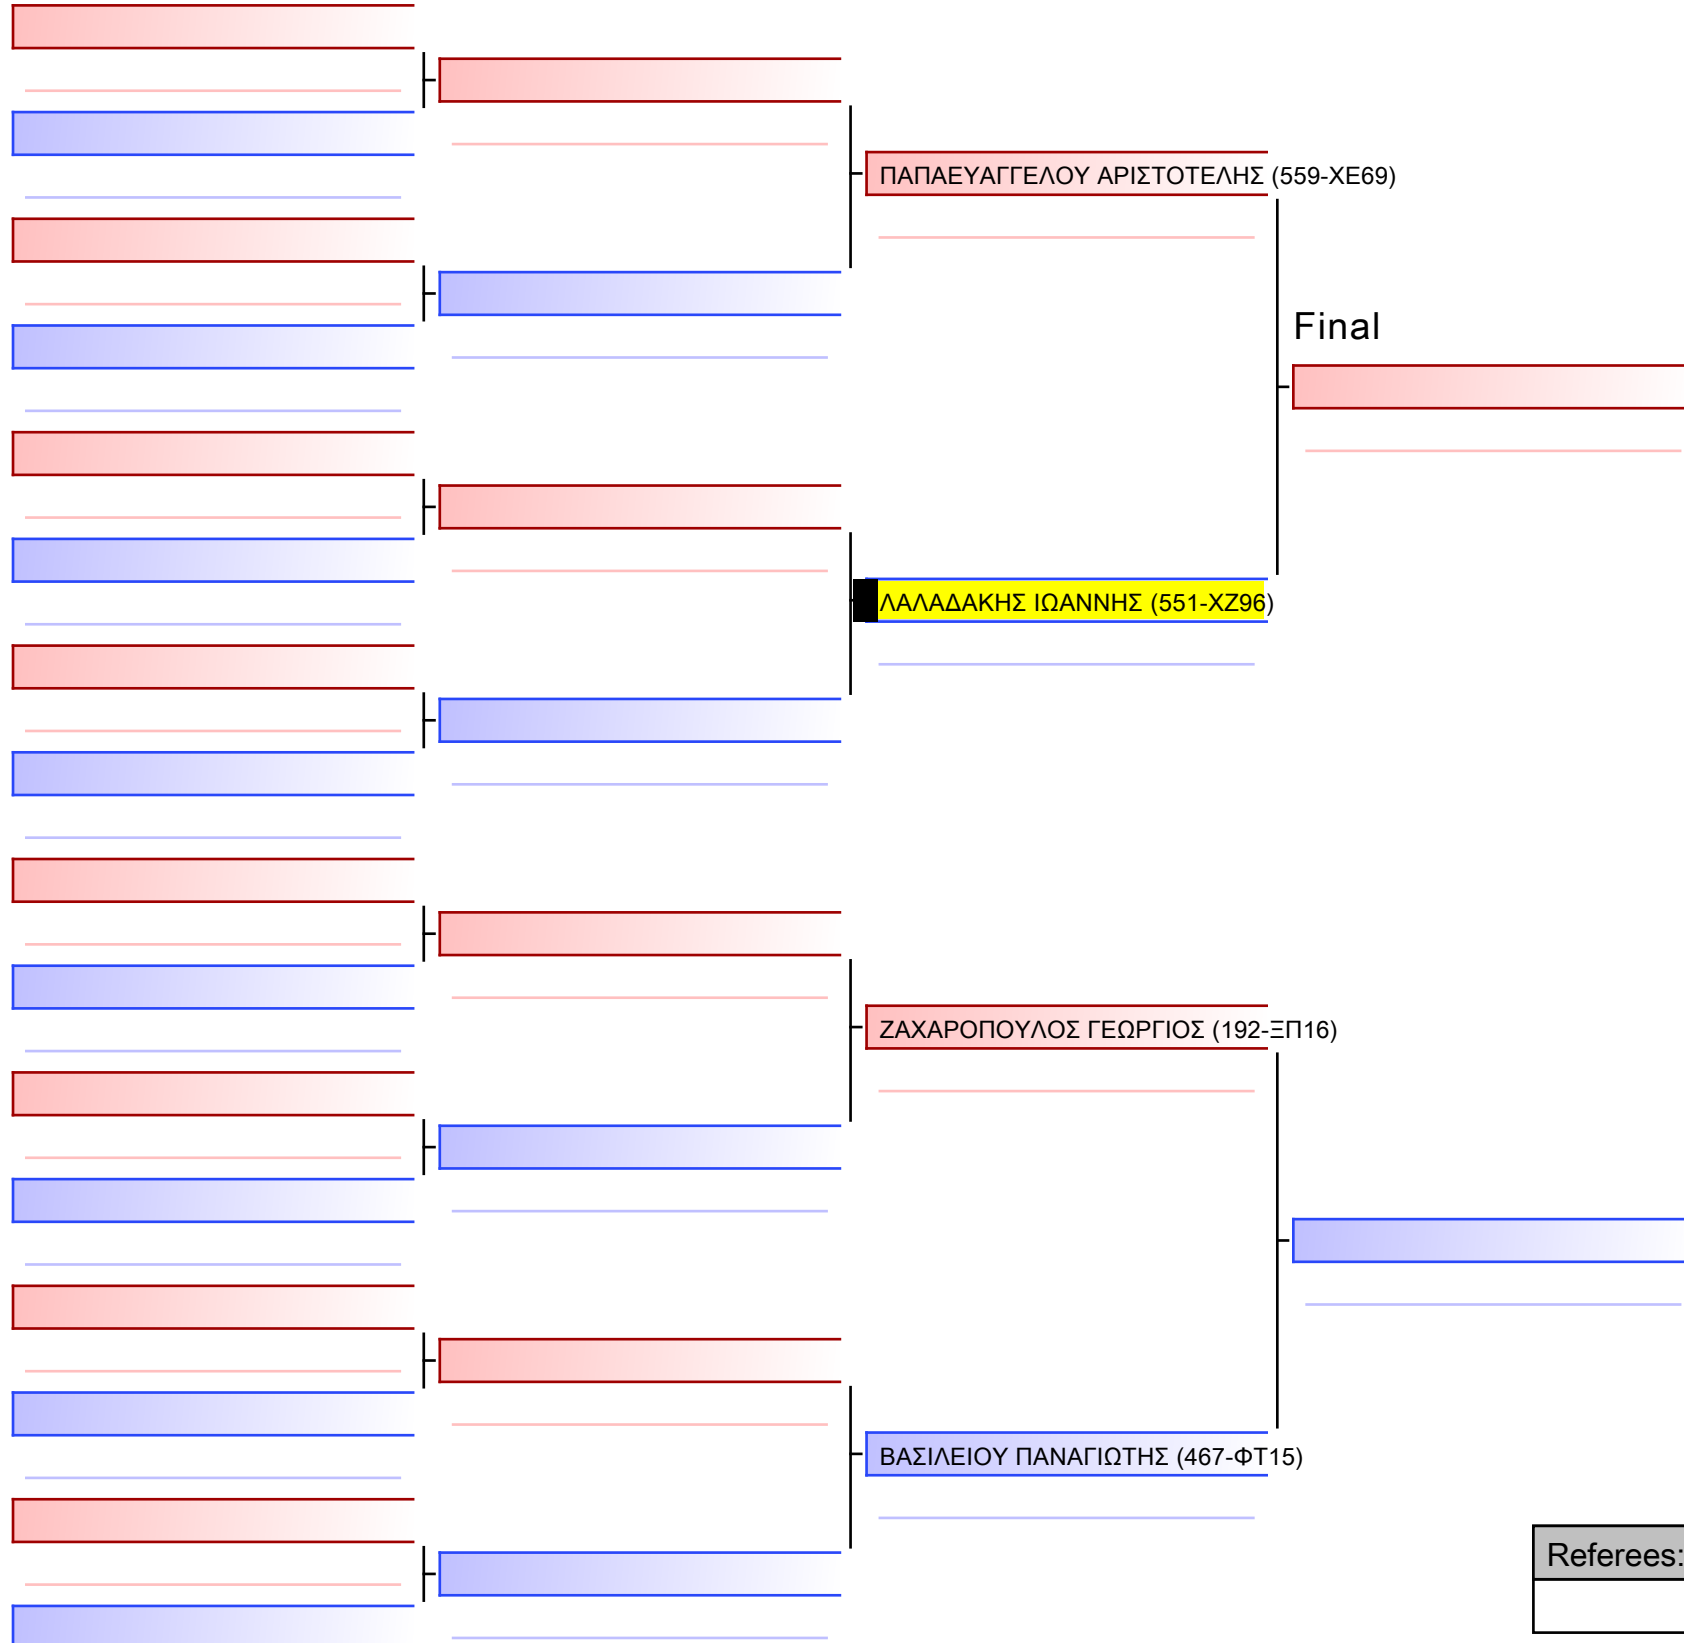 ΠΑΠΑΕΥΑΓΓΕΛΟΥ ΑΡΙΣΤΟΤΕΛΗΣ (559-ΧΕ69)
Final
ΛΑΛΑΔΑΚΗΣ ΙΩΑΝΝΗΣ (551-ΧΖ96)
ΖΑΧΑΡΟΠΟΥΛΟΣ ΓΕΩΡΓΙΟΣ (192-ΞΠ16)
ΒΑΣΙΛΕΙΟΥ ΠΑΝΑΓΙΩΤΗΣ (467-ΦΤ15)
Referees: